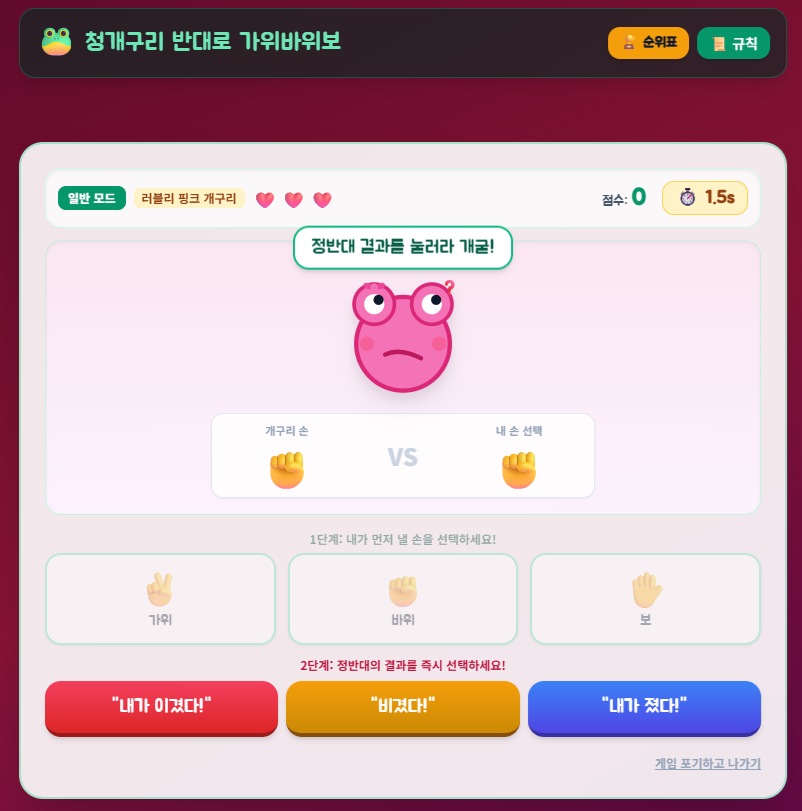 청개구리 반대로 가위바위보
순위표
규칙
일반 모드
러블리 핑크 개구리
점수: 0
1.5s
정반대 결과를 눌러라 개굴!
개구리 손
VS
내 손 선택
1단계: 내가 먼저 낼 손을 선택하세요!
가위
바위
보
2단계: 정반대의 결과를 즉시 선택하세요!
"내가 이겼다!"
"비겼다!"
"내가 졌다!"
게임 포기하고 나가기